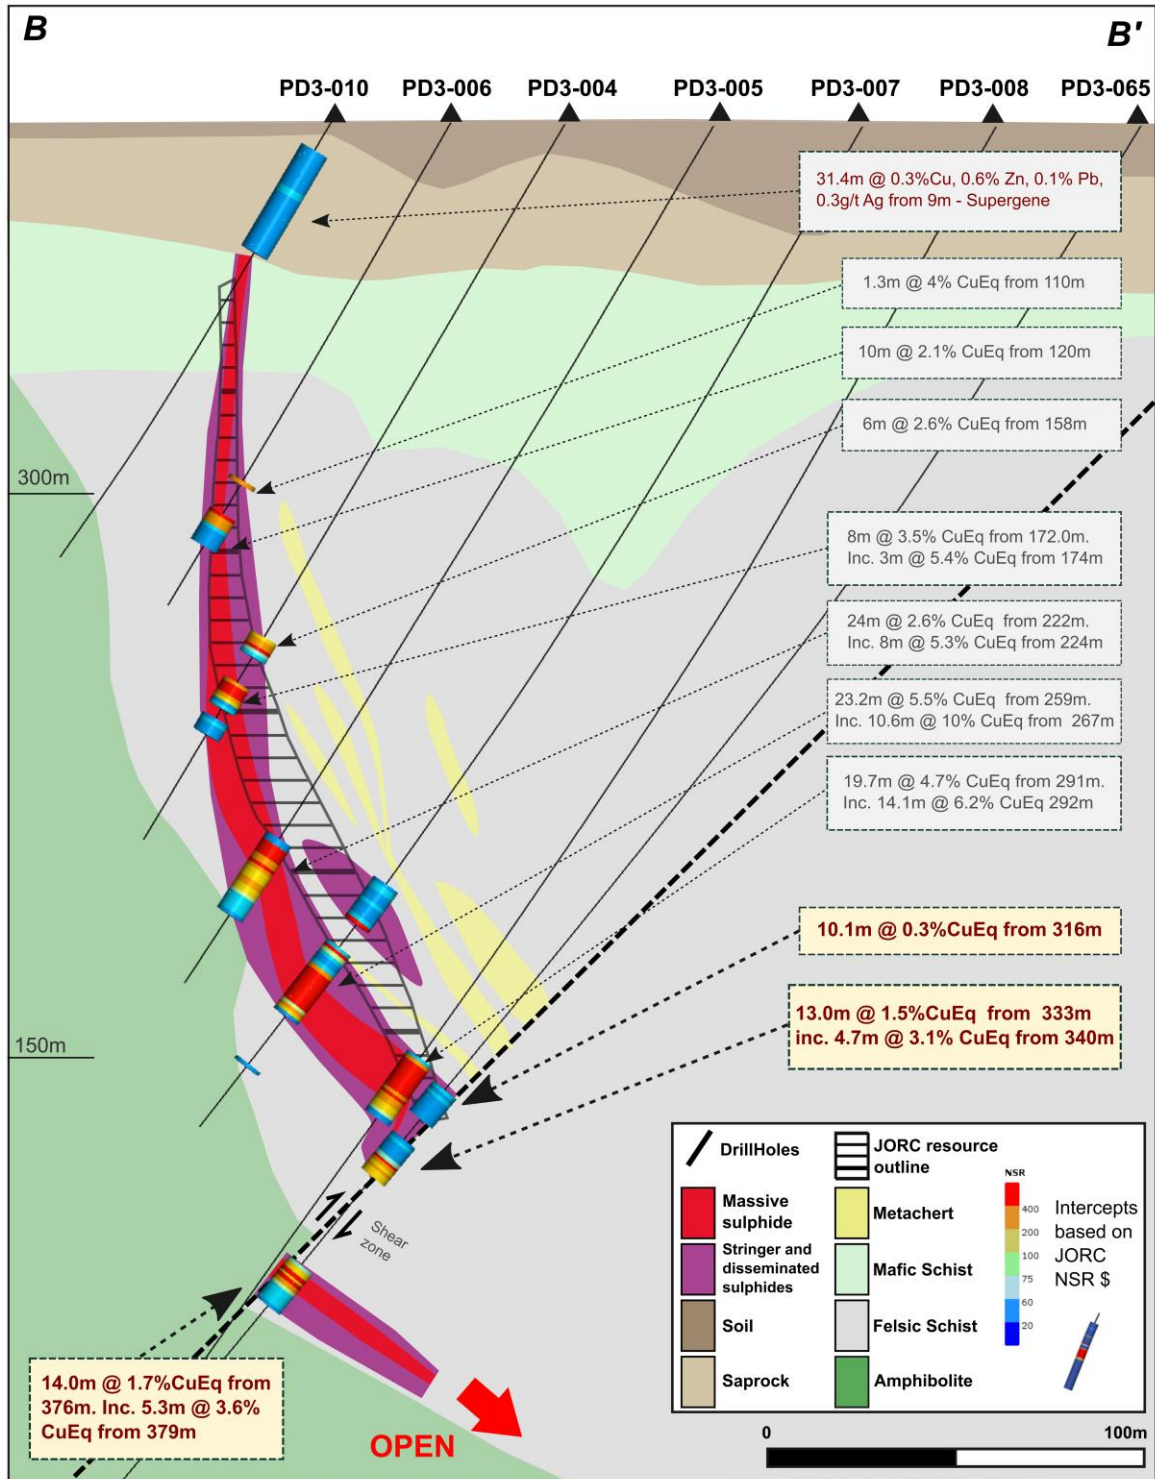 B
B'
PD3-010 PD3-006 PD3-004 PD3-005 PD3-007 PD3-008 PD3-065
31.4m @ 0.3%Cu, 0.6% Zn, 0.1% Pb,
0.3g/t Ag from 9m - Supergene
1.3m @ 4% CuEq from 110m
10m @ 2.1% CuEq from 120m
6m @ 2.6% CuEq from 158m
300m
8m @ 3.5% CuEq from 172.0m.
Inc. 3m @ 5.4% CuEq from 174m
24m @ 2.6% CuEq from 222m.
Inc. 8m @ 5.3% CuEq from 224m
23.2m @ 5.5% CuEq from 259m.
Inc. 10.6m @ 10% CuEq from 267m
19.7m @ 4.7% CuEq from 291m.
Inc. 14.1m @ 6.2% CuEq 292m
10.1m @ 0.3%CuEq from 316m
13.0m @ 1.5%CuEq from 333m
inc. 4.7m @ 3.1% CuEq from 340m
150m
Shear
zone
14.0m @ 1.7%CuEq from
376m. Inc. 5.3m @ 3.6%
CuEq from 379m
OPEN
DrillHoles
Massive
sulphide
Stringer and
disseminated
sulphides
Soil
Saprock
JORC resource
outline
Metachert
Mafic Schist
Felsic Schist
Amphibolite
NSR
400
200
100
75
60
20
Intercepts
based on
JORC
NSR $
0 100m